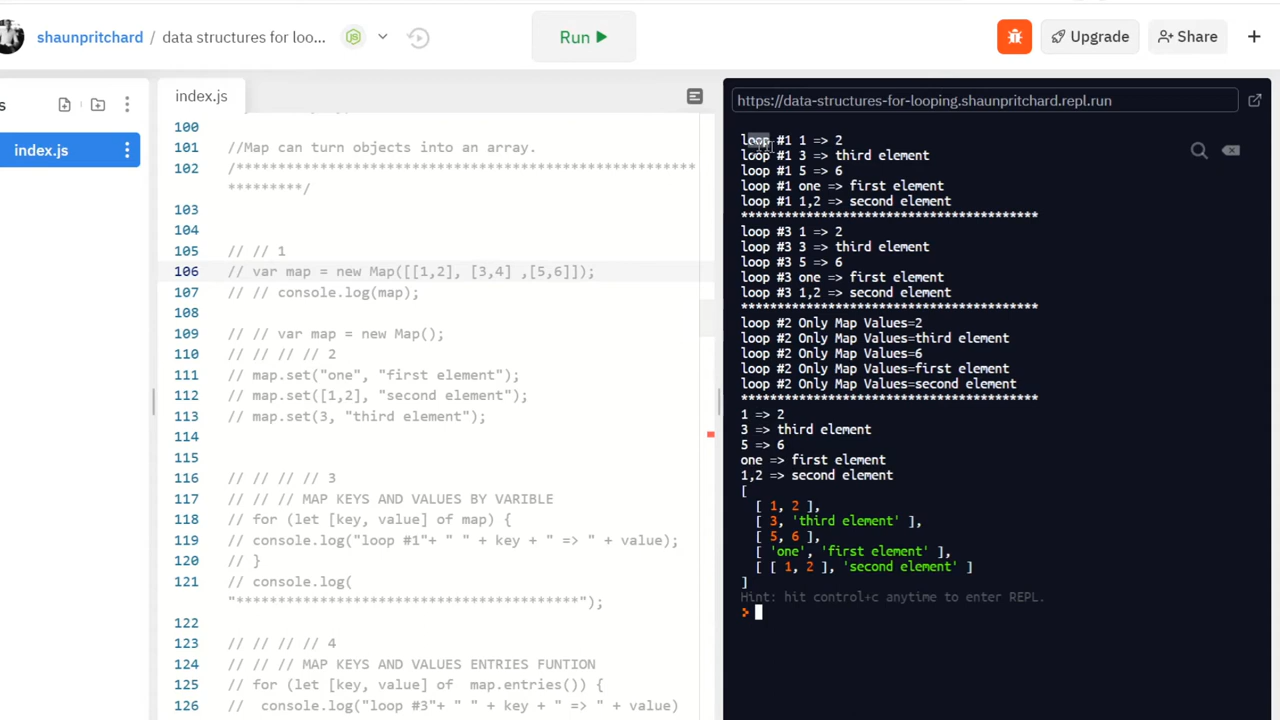 shaunpritchard / data structures for loo...
Run
Upgrade
Share
s
index.js
index.js
https://data-structures-for-looping.shaunpritchard.repl.run
100
101 //Map can turn objects into an array.
102 /********************************************************
*********/
103
104
105 // // 1
106 // var map = new Map([[1,2], [3,4] ,[5,6]]);
107 // // console.log(map);
108
109 // // var map = new Map();
110 // // // // 2
111 // map.set("one", "first element");
112 // map.set([1,2], "second element");
113 // map.set(3, "third element");
114
115
116 // // // // 3
117 // // // MAP KEYS AND VALUES BY VARIBLE
118 // for (let [key, value] of map) {
119 // console.log("loop #1"+ " " + key + " => " + value);
120 // }
121 // console.log(
"*****************************************");
122
123 // // // // 4
124 // // // MAP KEYS AND VALUES ENTRIES FUNTION
125 // for (let [key, value] of  map.entries()) {
126 //  console.log("loop #3"+ " " + key + " => " + value)
loop #1 1 => 2
loop #1 3 => third element
loop #1 5 => 6
loop #1 one => first element
loop #1 1,2 => second element
*****************************************
loop #3 1 => 2
loop #3 3 => third element
loop #3 5 => 6
loop #3 one => first element
loop #3 1,2 => second element
*****************************************
loop #2 Only Map Values=2
loop #2 Only Map Values=third element
loop #2 Only Map Values=6
loop #2 Only Map Values=first element
loop #2 Only Map Values=second element
*****************************************
1 => 2
3 => third element
5 => 6
one => first element
1,2 => second element
[
[ 1, 2 ],
[ 3, 'third element' ],
[ 5, 6 ],
[ 'one', 'first element' ],
[ [ 1, 2 ], 'second element' ]
]
Hint: hit control+c anytime to enter REPL.
>